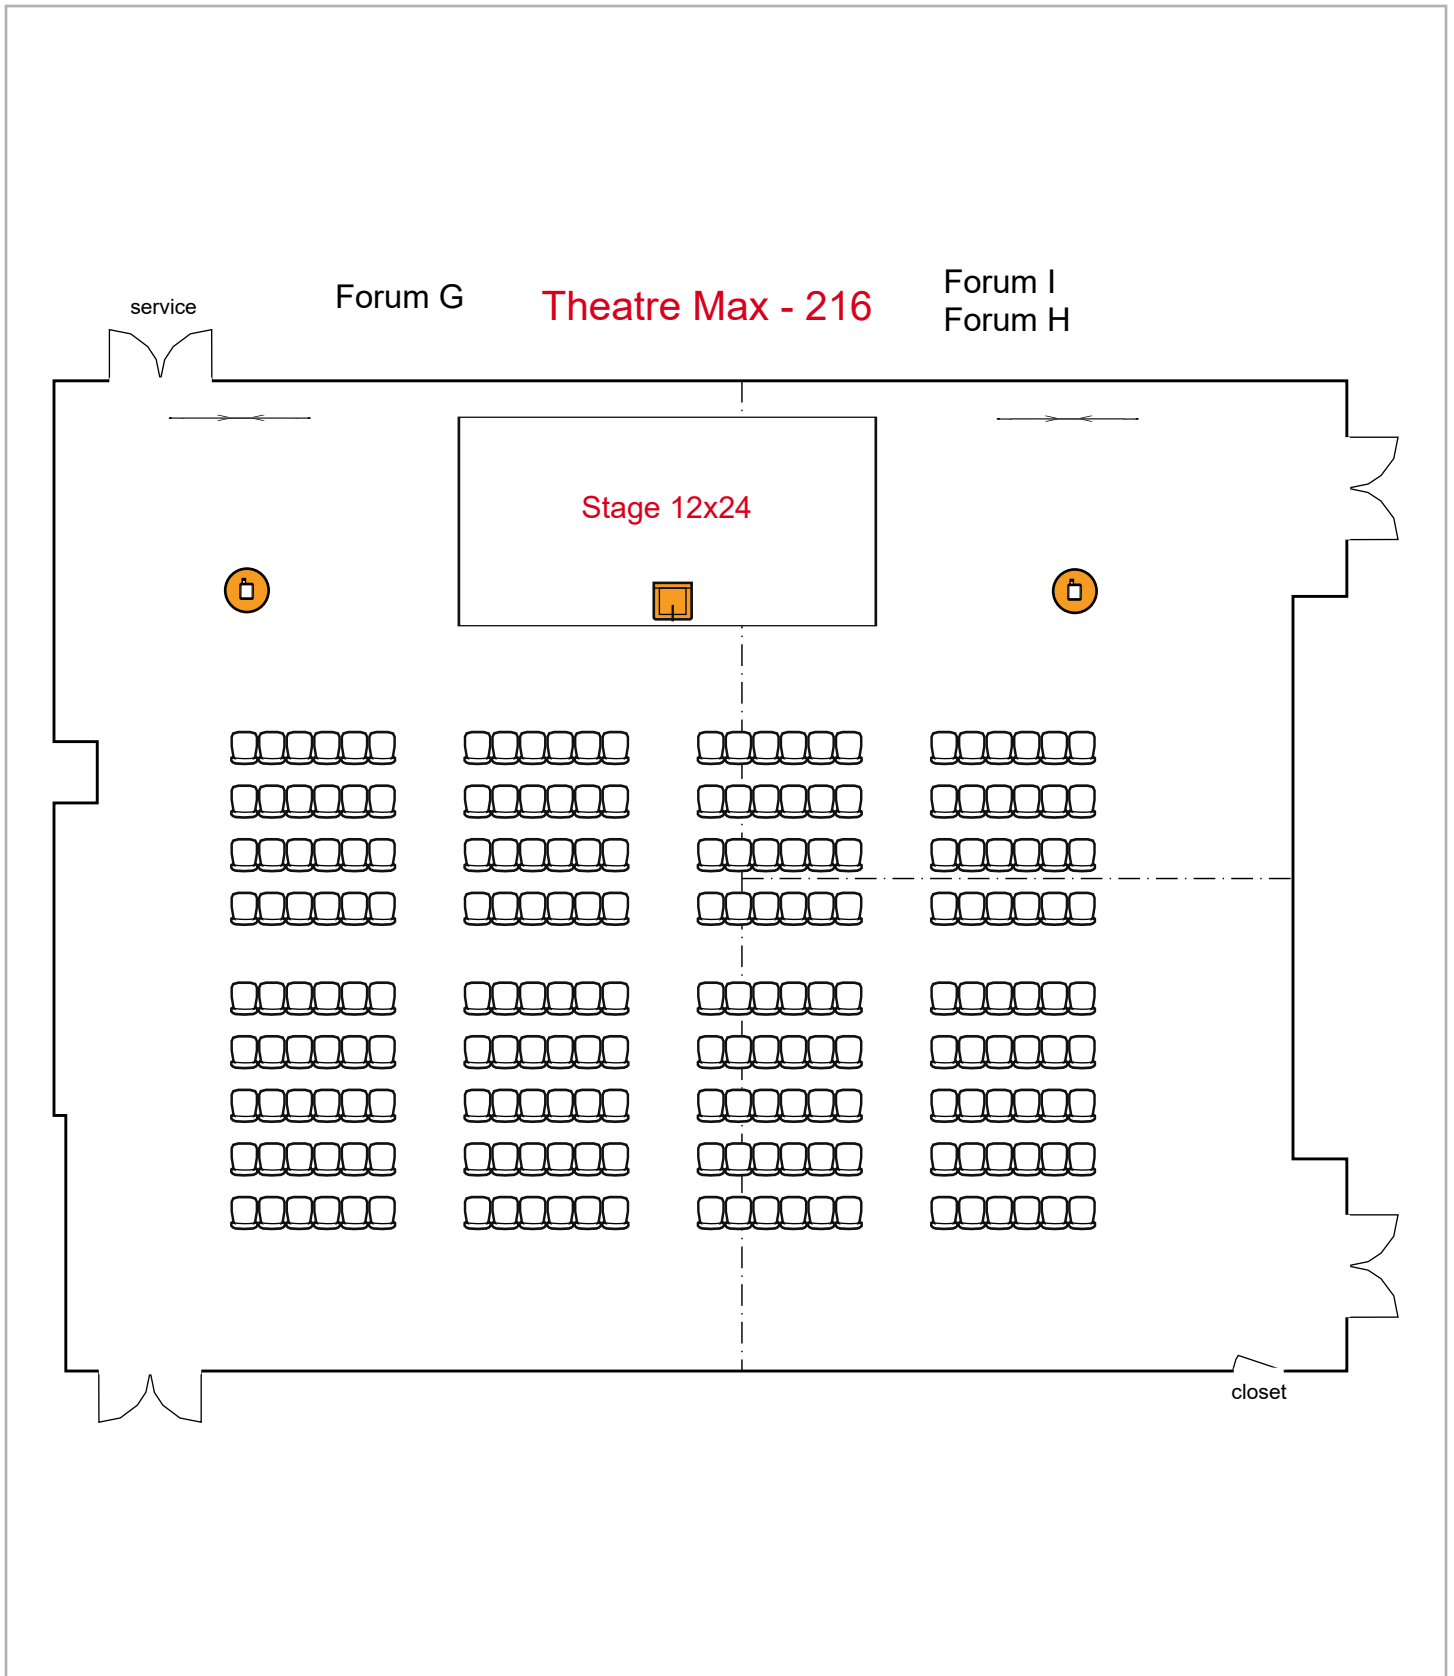 service
Forum G
Theatre Max - 216
Forum I
Forum H
Stage 12x24
closet